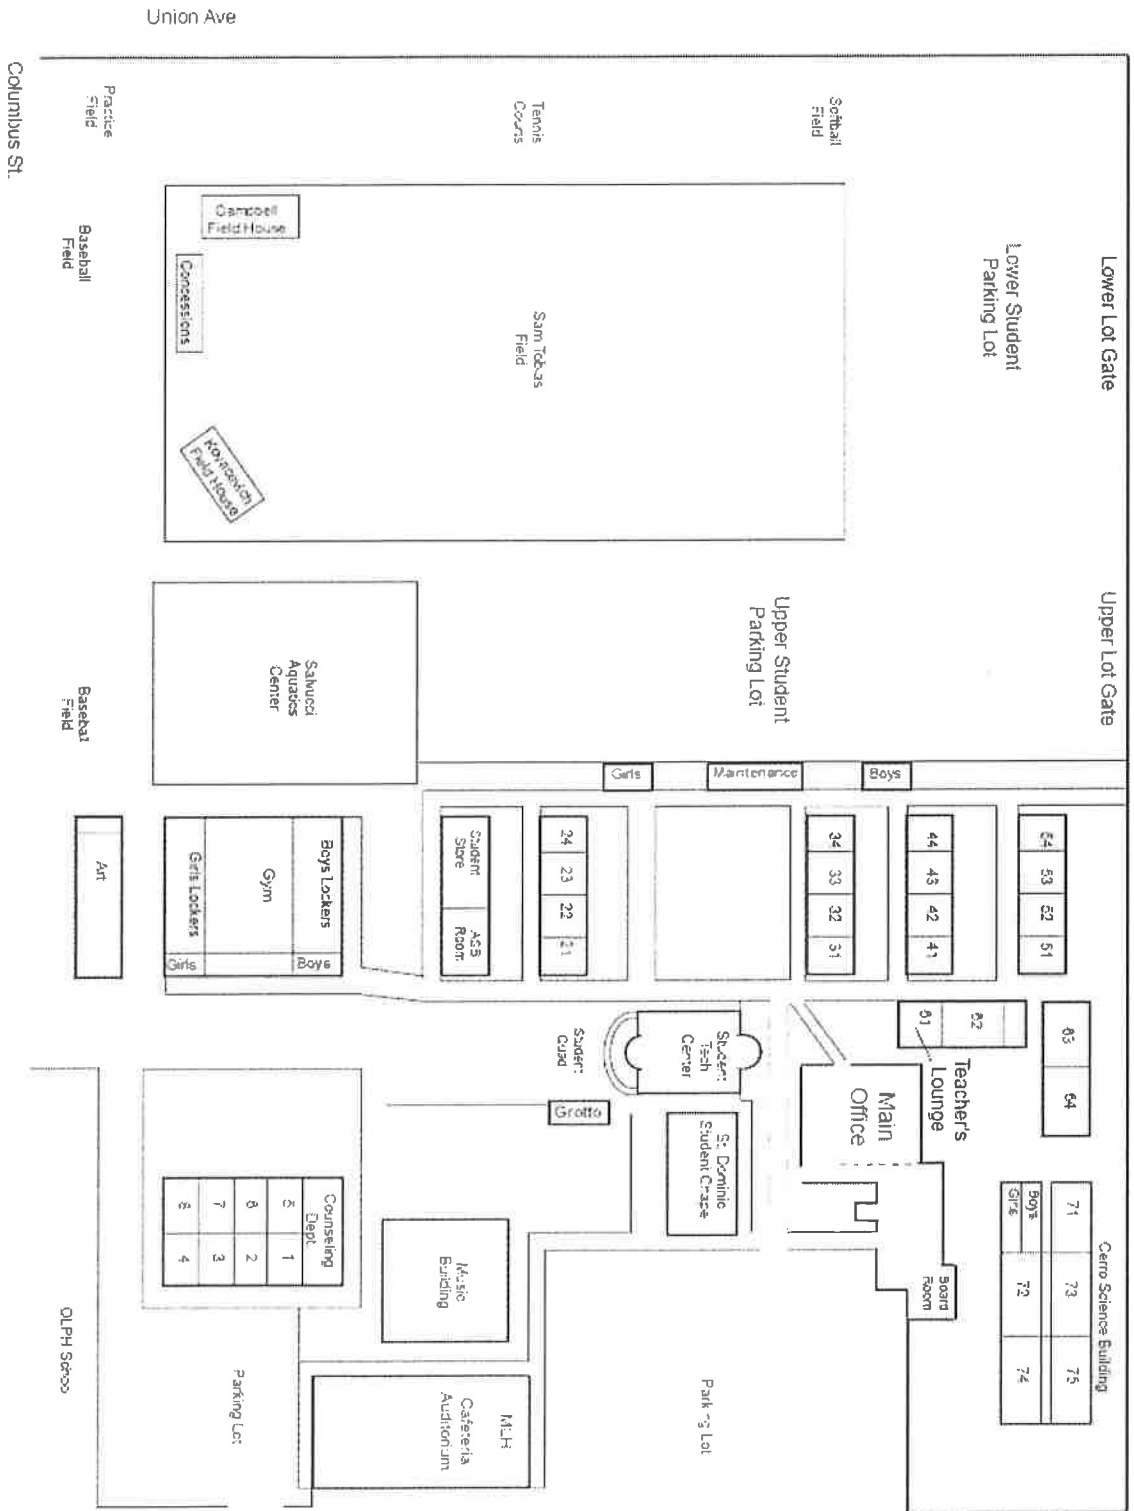 Union Ave
Columbus St.
Practice
Field
Tennis
Courts
Softball
Field
Baseball
Field
Campbell
Field House
Concessions
Kovacevich
Field House
Sam Tobias
Field
Lower Student
Parking Lot
Lower Lot Gate
Upper Student
Parking Lot
Upper Lot Gate
Salvucci
Aquatics
Center
Baseball
Field
Girls
Maintenance
Boys
Art
Girls Lockers
Gym
Boys Lockers
Girls
Boys
Student
Store
ASB
Room
24
23
22
21
34
33
32
31
44
43
42
41
54
53
52
51
61
62
63
64
Teacher's
Lounge
Main
Office
Student
Tech
Center
Student
Quad
Grotto
St. Dominic
Student Chapel
Counseling
Dept.
5
1
6
2
7
3
8
4
Music
Building
MLH
Cafeteria
Auditorium
Parking Lot
Parking Lot
OLPH School
Board
Room
Boys
Girls
71
73
75
72
74
Cerro Science Building